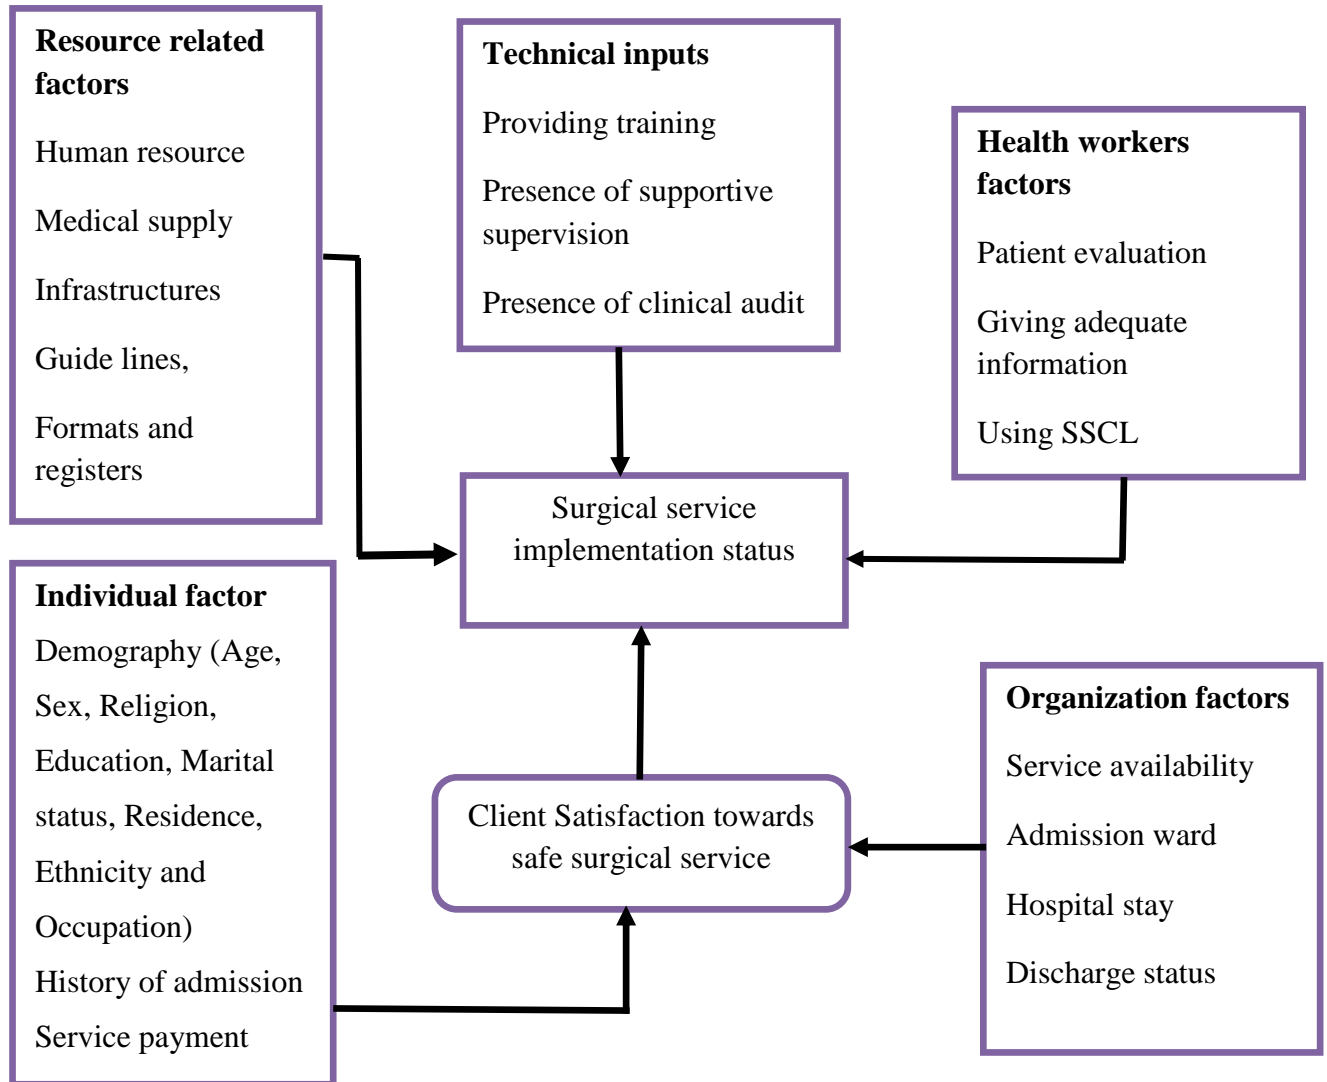 Resource related
factors
Human resource
Medical supply
Infrastructures
Guide lines,
Formats and
registers
Technical inputs
Providing training
Presence of supportive
supervision
Presence of clinical audit
Health workers
factors
Patient evaluation
Giving adequate
information
Using SSCL
Surgical service
implementation status
Individual factor
Demography (Age,
Sex, Religion,
Education, Marital
status, Residence,
Ethnicity and
Occupation)
History of admission
Service payment
Client Satisfaction towards
safe surgical service
Organization factors
Service availability
Admission ward
Hospital stay
Discharge status